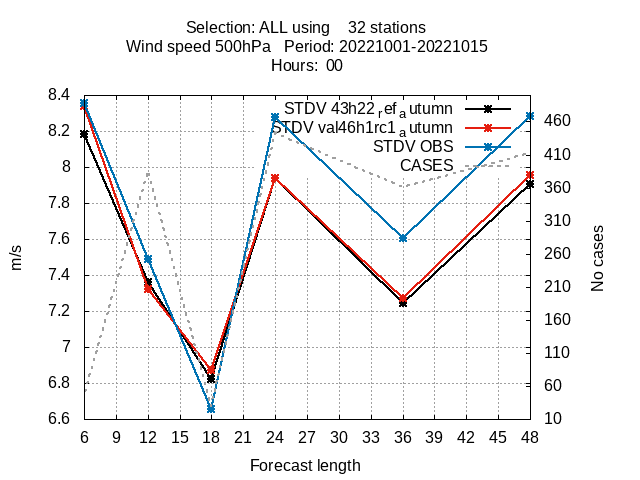 Selection: ALL using 32 stations
Wind speed 500hPa Period: 20221001-20221015
Hours: 00
STDV 43h22refautumn
STDV val46h1rc1autumn
STDV OBS
CASES
8.4
8.2
8
7.8
7.6
7.4
7.2
7
6.8
6.6
m/s
460
410
360
310
260
210
160
110
60
10
No cases
6 9 12 15 18 21 24 27 30 33 36 39 42 45 48
Forecast length